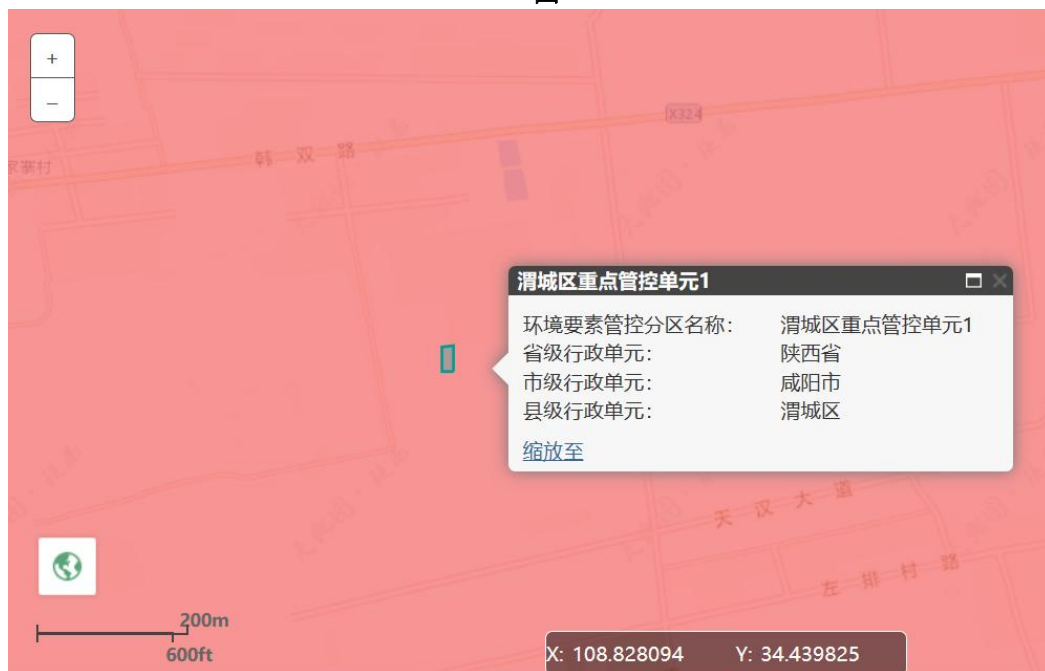 +
−
X324
韩双路
家寨村
渭城区重点管控单元1
环境要素管控分区名称: 渭城区重点管控单元1
省级行政单元: 陕西省
市级行政单元: 咸阳市
县级行政单元: 渭城区
缩放至
天汉大道
左排村路
200m
600ft
X: 108.828094 Y: 34.439825